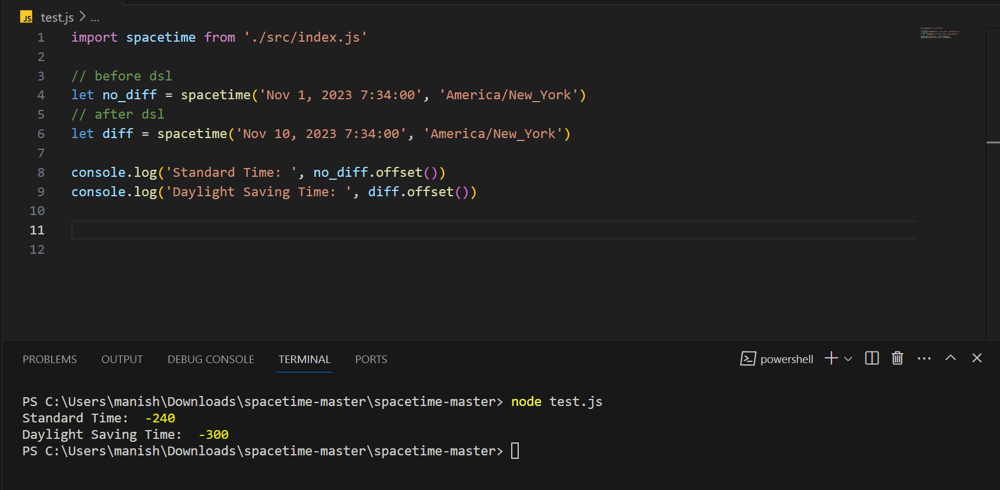 JS test.js > ...
1 import spacetime from './src/index.js'
2
3 // before dsl
4 let no_diff = spacetime('Nov 1, 2023 7:34:00', 'America/New_York')
5 // after dsl
6 let diff = spacetime('Nov 10, 2023 7:34:00', 'America/New_York')
7
8 console.log('Standard Time: ', no_diff.offset())
9 console.log('Daylight Saving Time: ', diff.offset())
10
11
12
PROBLEMS OUTPUT DEBUG CONSOLE TERMINAL PORTS powershell
PS C:\Users\manish\Downloads\spacetime-master\spacetime-master> node test.js
Standard Time:  -240
Daylight Saving Time:  -300
PS C:\Users\manish\Downloads\spacetime-master\spacetime-master>